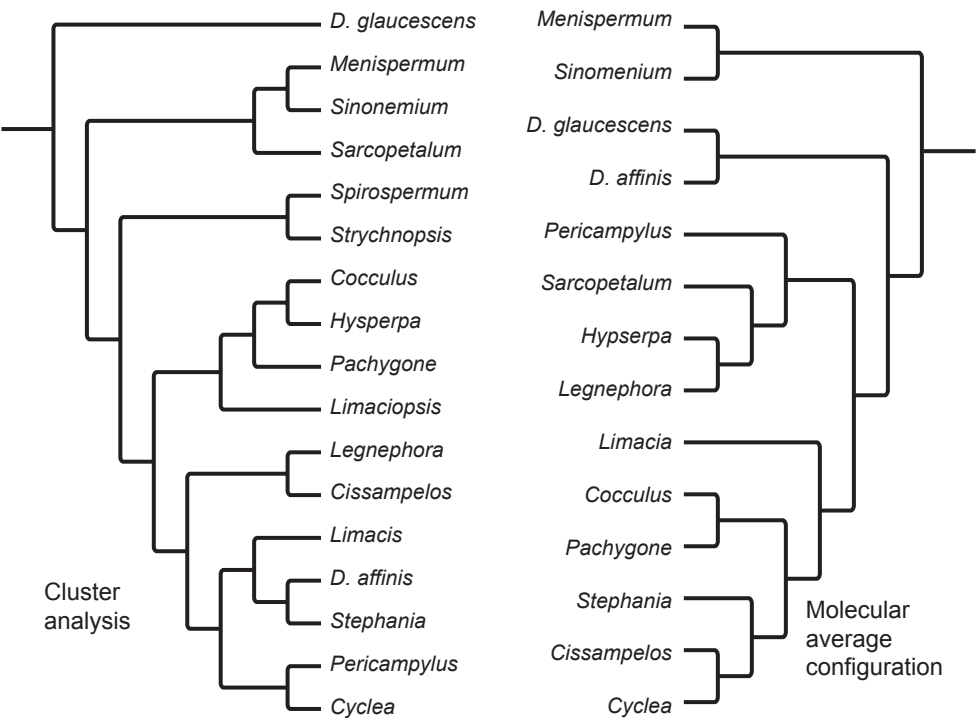 D. glaucescens
Menispermum
Sinonemium
Sarcopetalum
Spirospermum
Strychnopsis
Cocculus
Hysperpa
Pachygone
Limaciopsis
Legnephora
Cissampelos
Limacis
D. affinis
Stephania
Pericampylus
Cyclea
Cluster
analysis
Menispermum
Sinomenium
D. glaucescens
D. affinis
Pericampylus
Sarcopetalum
Hypserpa
Legnephora
Limacia
Cocculus
Pachygone
Stephania
Cissampelos
Cyclea
Molecular
average
configuration